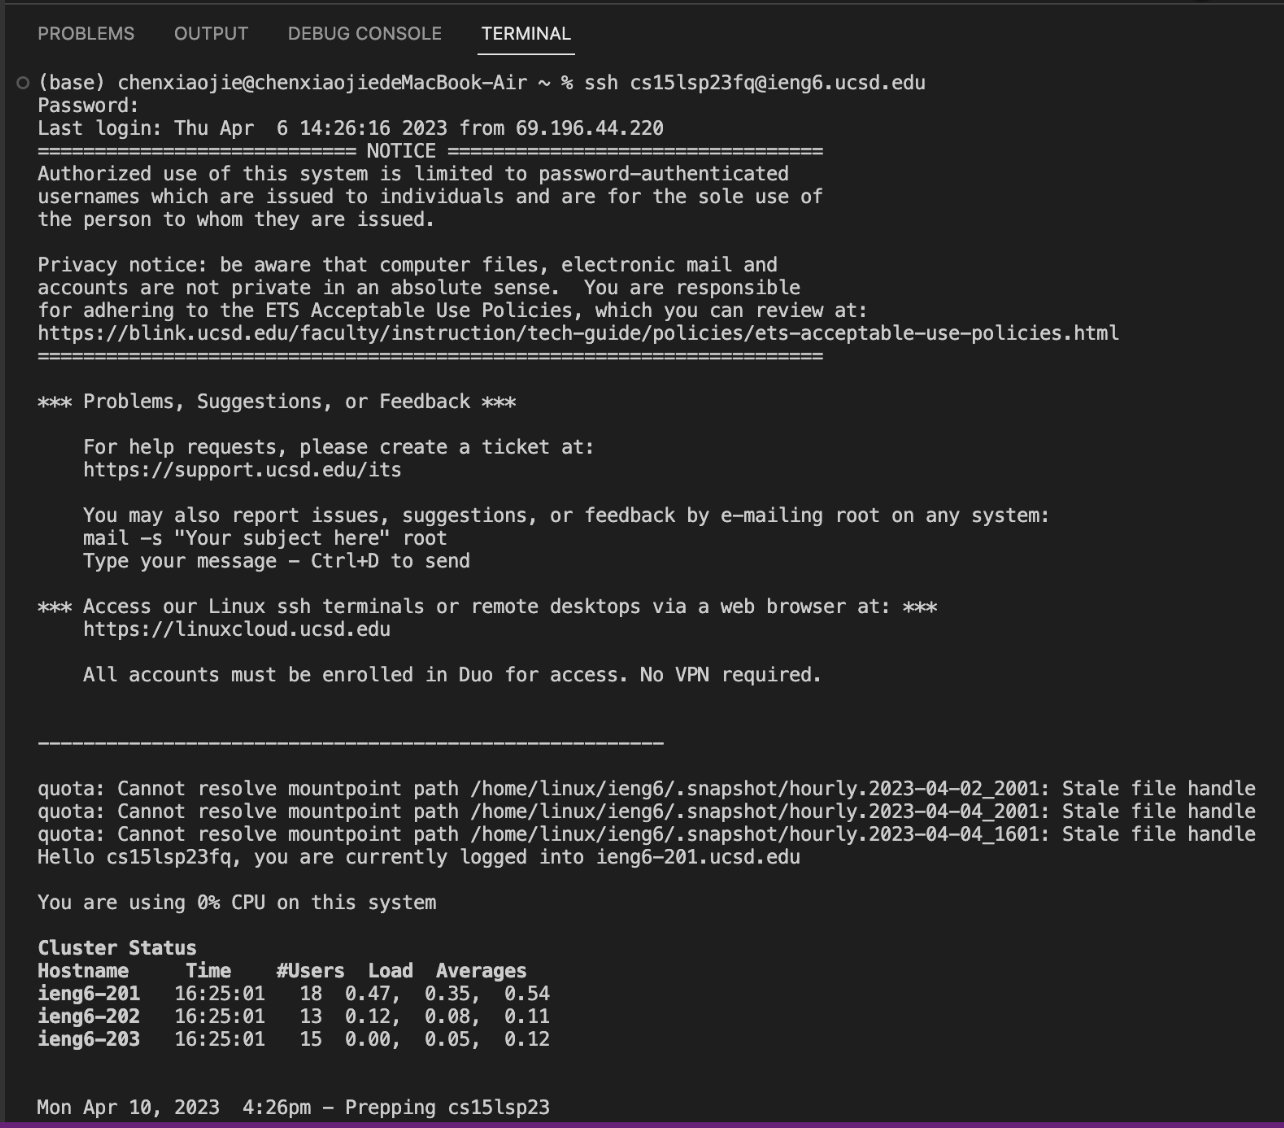 PROBLEMS OUTPUT DEBUG CONSOLE TERMINAL
(base) chenxiaojie@chenxiaojiedeMacBook-Air ~ % ssh cs15lsp23fq@ieng6.ucsd.edu
Password:
Last login: Thu Apr  6 14:26:16 2023 from 69.196.44.220
============================ NOTICE =================================
Authorized use of this system is limited to password-authenticated
usernames which are issued to individuals and are for the sole use of
the person to whom they are issued.

Privacy notice: be aware that computer files, electronic mail and
accounts are not private in an absolute sense.  You are responsible
for adhering to the ETS Acceptable Use Policies, which you can review at:
https://blink.ucsd.edu/faculty/instruction/tech-guide/policies/ets-acceptable-use-policies.html
=====================================================================

*** Problems, Suggestions, or Feedback ***

    For help requests, please create a ticket at:
    https://support.ucsd.edu/its

    You may also report issues, suggestions, or feedback by e-mailing root on any system:
    mail -s "Your subject here" root
    Type your message - Ctrl+D to send

*** Access our Linux ssh terminals or remote desktops via a web browser at: ***
    https://linuxcloud.ucsd.edu

    All accounts must be enrolled in Duo for access. No VPN required.

-------------------------------------------------------

quota: Cannot resolve mountpoint path /home/linux/ieng6/.snapshot/hourly.2023-04-02_2001: Stale file handle
quota: Cannot resolve mountpoint path /home/linux/ieng6/.snapshot/hourly.2023-04-04_2001: Stale file handle
quota: Cannot resolve mountpoint path /home/linux/ieng6/.snapshot/hourly.2023-04-04_1601: Stale file handle
Hello cs15lsp23fq, you are currently logged into ieng6-201.ucsd.edu

You are using 0% CPU on this system

Cluster Status
Hostname     Time    #Users  Load  Averages
ieng6-201   16:25:01   18  0.47,  0.35,  0.54
ieng6-202   16:25:01   13  0.12,  0.08,  0.11
ieng6-203   16:25:01   15  0.00,  0.05,  0.12

Mon Apr 10, 2023  4:26pm - Prepping cs15lsp23